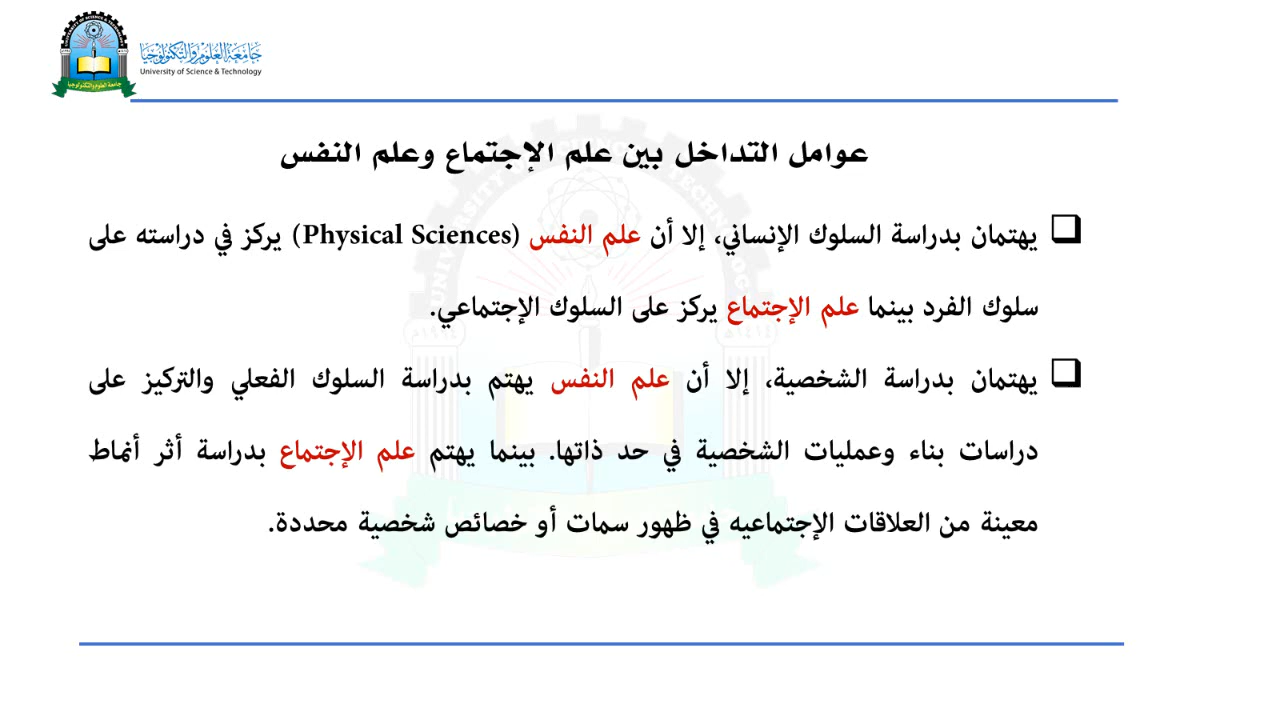 جامعة العلوم والتكنولوجيا
University of Science & Technology
جامعة العلوم والتكنولوجيا
عوامل التداخل بين علم الإجتماع وعلم النفس
يهتمان بدراسة السلوك الإنساني، إلا أن علم النفس (Physical Sciences) يركز في دراسته على
سلوك الفرد بينما علم الإجتماع يركز على السلوك الإجتماعي.
يهتمان بدراسة الشخصية، إلا أن علم النفس يهتم بدراسة السلوك الفعلي والتركيز على
دراسات بناء وعمليات الشخصية في حد ذاتها. بينما يهتم علم الإجتماع بدراسة أثر أنماط
معينة من العلاقات الإجتماعيه في ظهور سمات أو خصائص شخصية محددة.